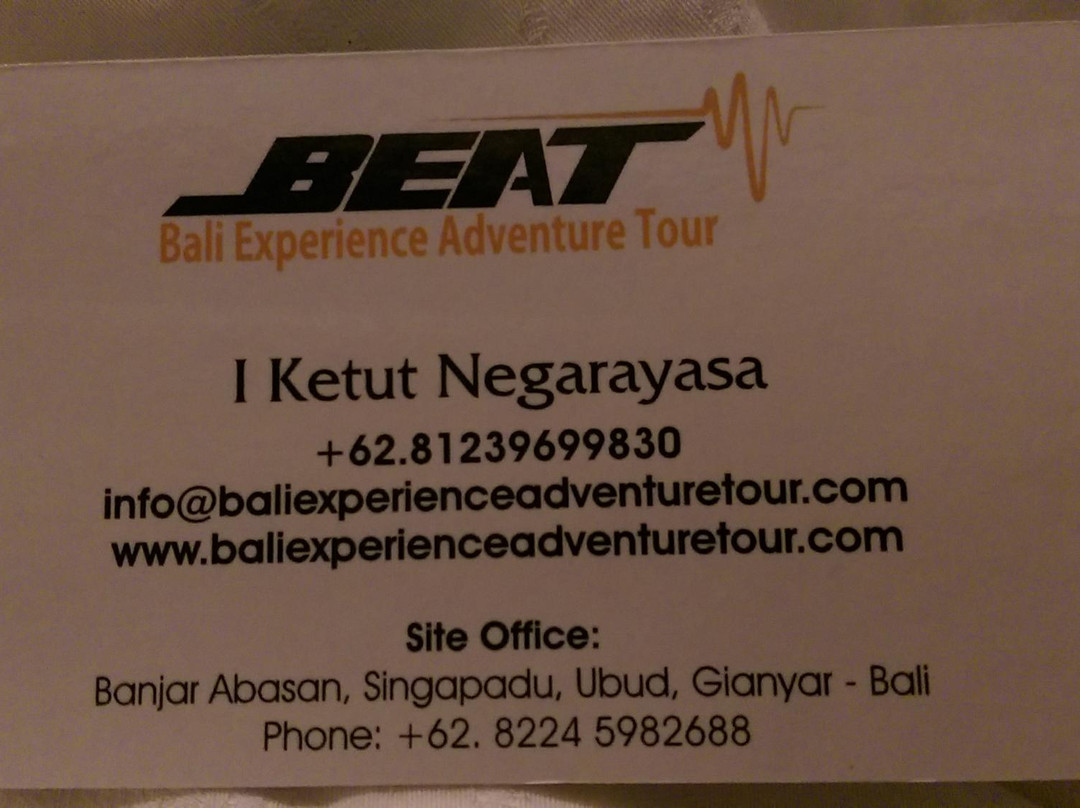 BEAT
Bali Experience Adventure Tour
I Ketut Negarayasa
+62.81239699830
info@baliexperienceadventuretour.com
www.baliexperienceadventuretour.com
Site Office:
Banjar Abasan, Singapadu, Ubud, Gianyar - Bali
Phone: +62. 8224 5982688